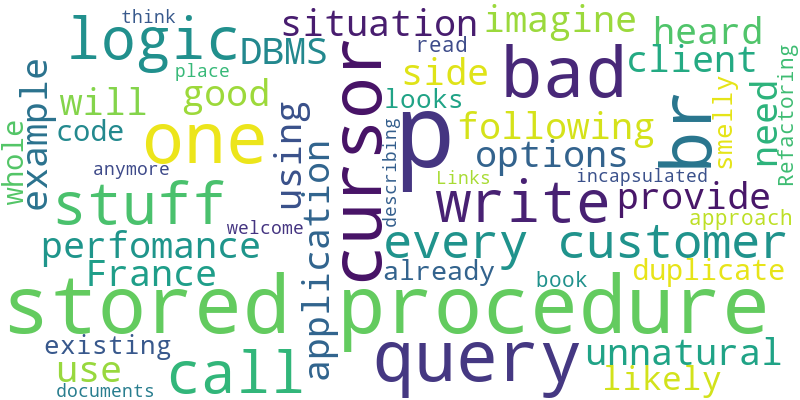 think
logic
DBMS
situation
read
imagine
heard
client
place
side
bad
will
good
looks
code
one
cursor
p
following
br
need
smelly
Refactoring
whole
example
using
options
anymore
describing
Links
incapsulated
stuff
application
write
provide
welcome
approach
perfomance
every customer
France
already
book
duplicate
stored procedure
existing
use
call
query
unnatural
likely
documents